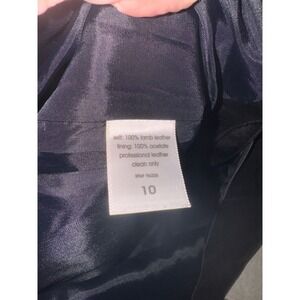 self: 100% lamb leather
lining: 100% acetate
professional leather
clean only
10